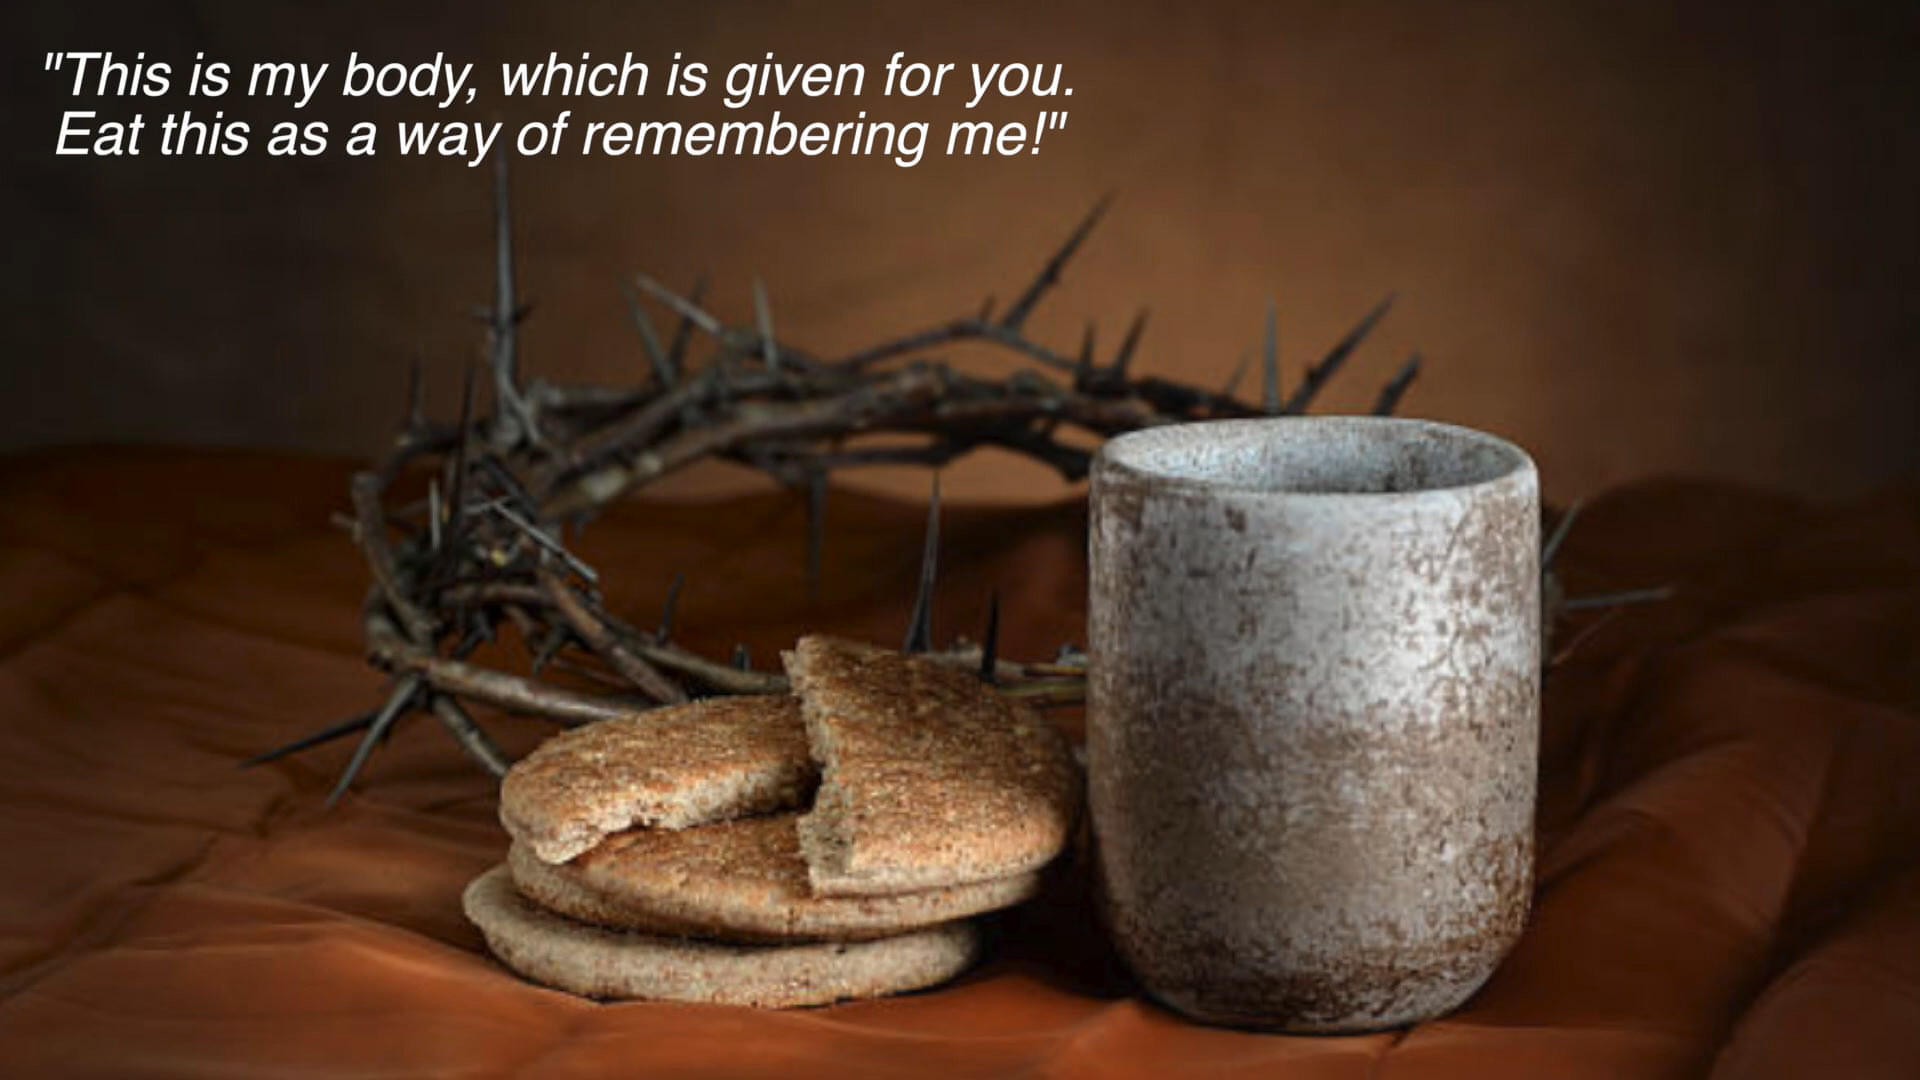 "This is my body, which is given for you.
Eat this as a way of remembering me!"